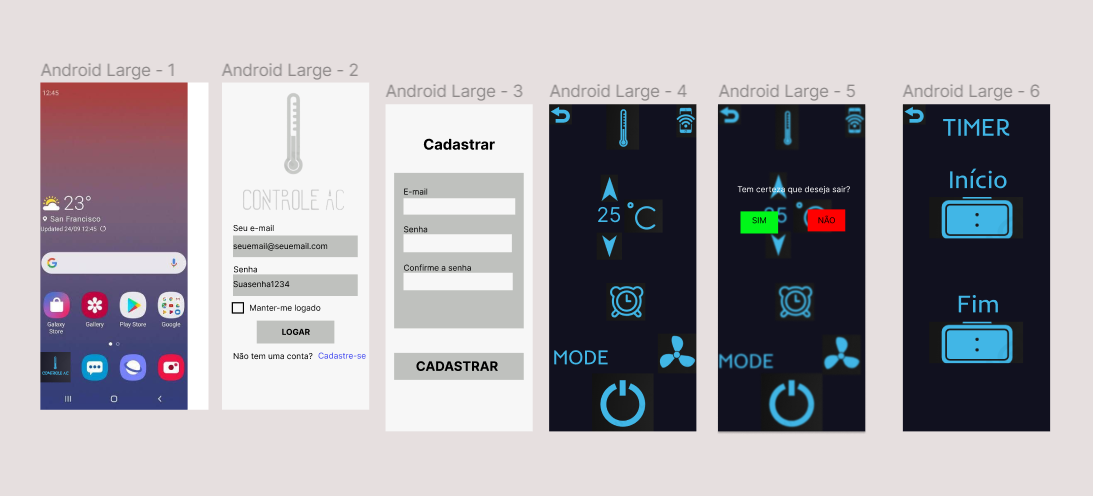 Android Large - 1
12:45
23°
San Francisco
Updated 24/09 12:45
Galaxy
Store
Gallery
Play Store
Google
CONTROLE AC
Android Large - 2
CONTROLE AC
Seu e-mail
seuemail@seuemail.com
Senha
Suasenha1234
Manter-me logado
LOGAR
Não tem uma conta? Cadastre-se
Android Large - 3
Cadastrar
E-mail
Senha
Confirme a senha
CADASTRAR
Android Large - 4
25 °C
MODE
Android Large - 5
Tem certeza que deseja sair?
SIM
NÃO
25 °C
MODE
Android Large - 6
TIMER
Início
:
Fim
: